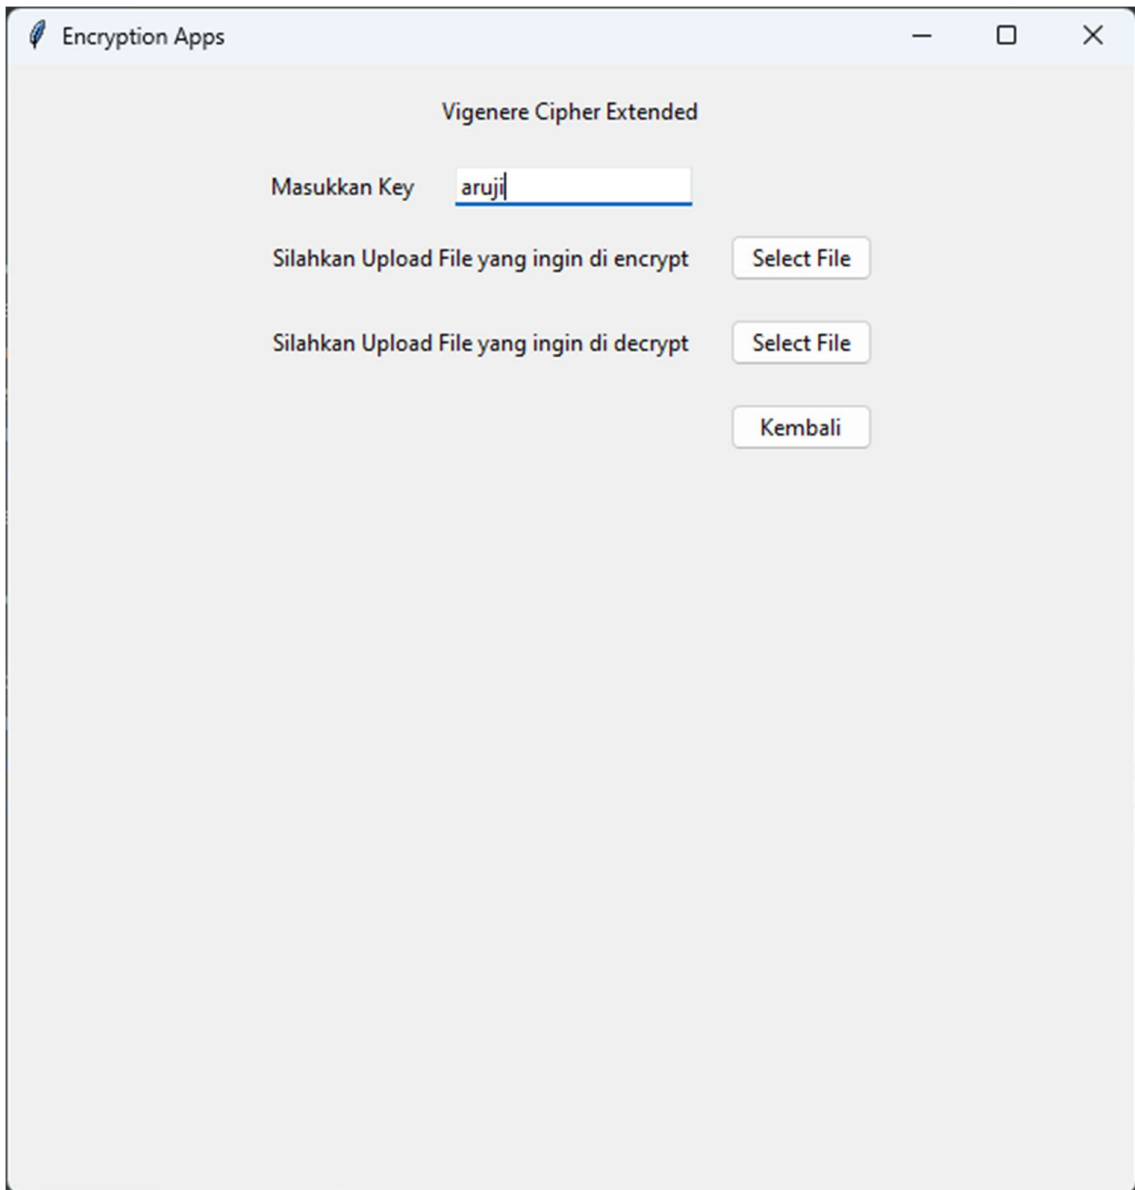 Encryption Apps
Vigenere Cipher Extended
Masukkan Key aruji
Silahkan Upload File yang ingin di encrypt Select File
Silahkan Upload File yang ingin di decrypt Select File
Kembali